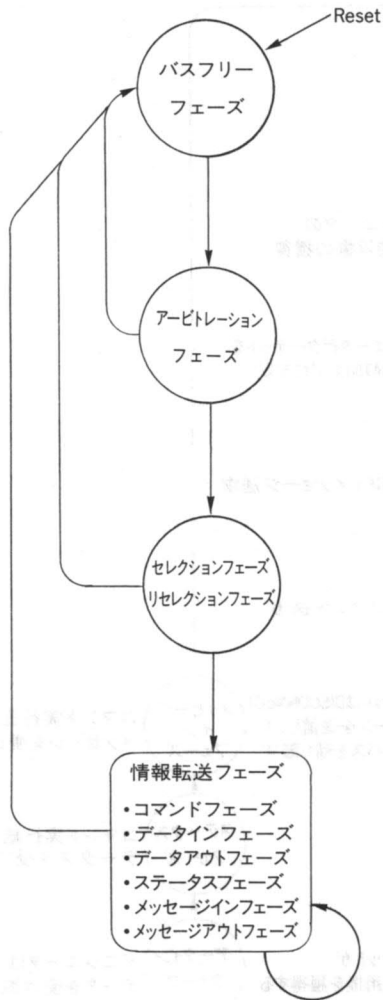 Reset
バスフリー
フェーズ
アービトレーション
フェーズ
セレクションフェーズ
リセレクションフェーズ
情報転送フェーズ
・コマンドフェーズ
・データインフェーズ
・データアウトフェーズ
・ステータスフェーズ
・メッセージインフェーズ
・メッセージアウトフェーズ